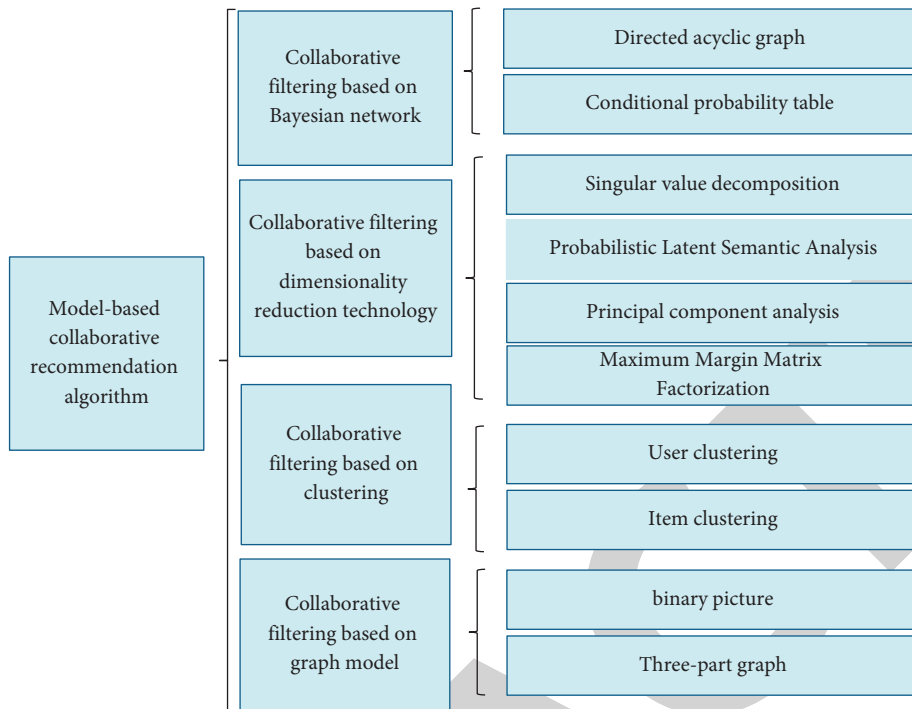 Model-based
collaborative
recommendation
algorithm
Collaborative
filtering based on
Bayesian network
Directed acyclic graph
Conditional probability table
Collaborative filtering
based on
dimensionality
reduction technology
Singular value decomposition
Probabilistic Latent Semantic Analysis
Principal component analysis
Maximum Margin Matrix
Factorization
Collaborative
filtering based on
clustering
User clustering
Item clustering
Collaborative
filtering based on
graph model
binary picture
Three-part graph